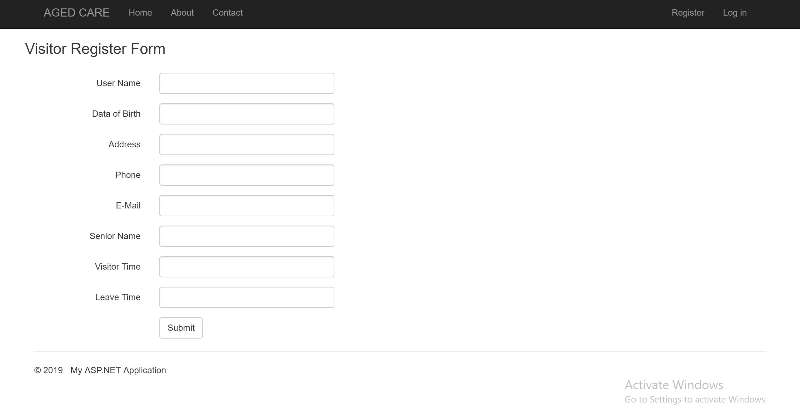 AGED CARE Home About Contact Register Log in
Visitor Register Form
User Name
Data of Birth
Address
Phone
E-Mail
Senior Name
Visitor Time
Leave Time
Submit
© 2019 My ASP.NET Application
Activate Windows
Go to Settings to activate Windows